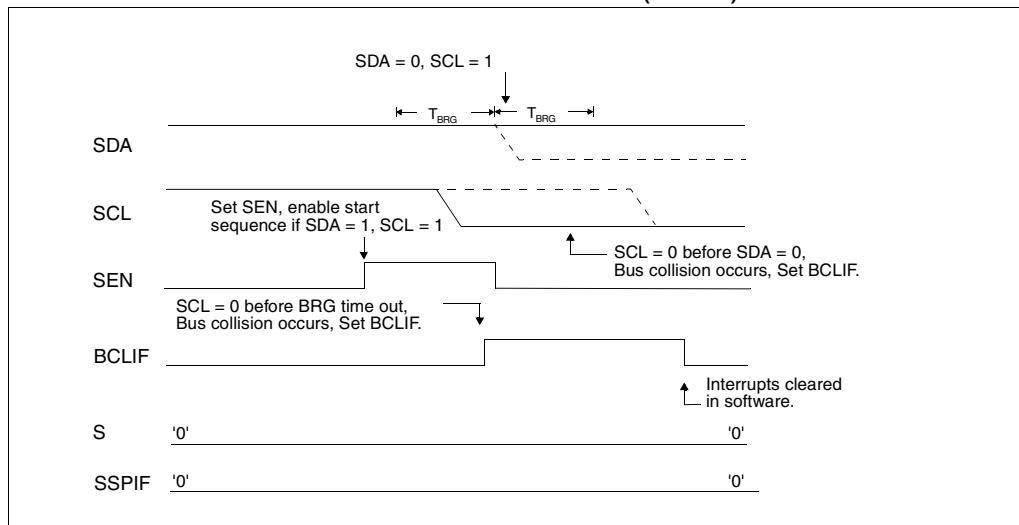 SDA = 0, SCL = 1
TBRG TBRG
SDA
SCL
Set SEN, enable start
sequence if SDA = 1, SCL = 1
SCL = 0 before SDA = 0,
Bus collision occurs, Set BCLIF.
SEN
SCL = 0 before BRG time out,
Bus collision occurs, Set BCLIF.
BCLIF
Interrupts cleared
in software.
S '0' '0'
SSPIF '0' '0'